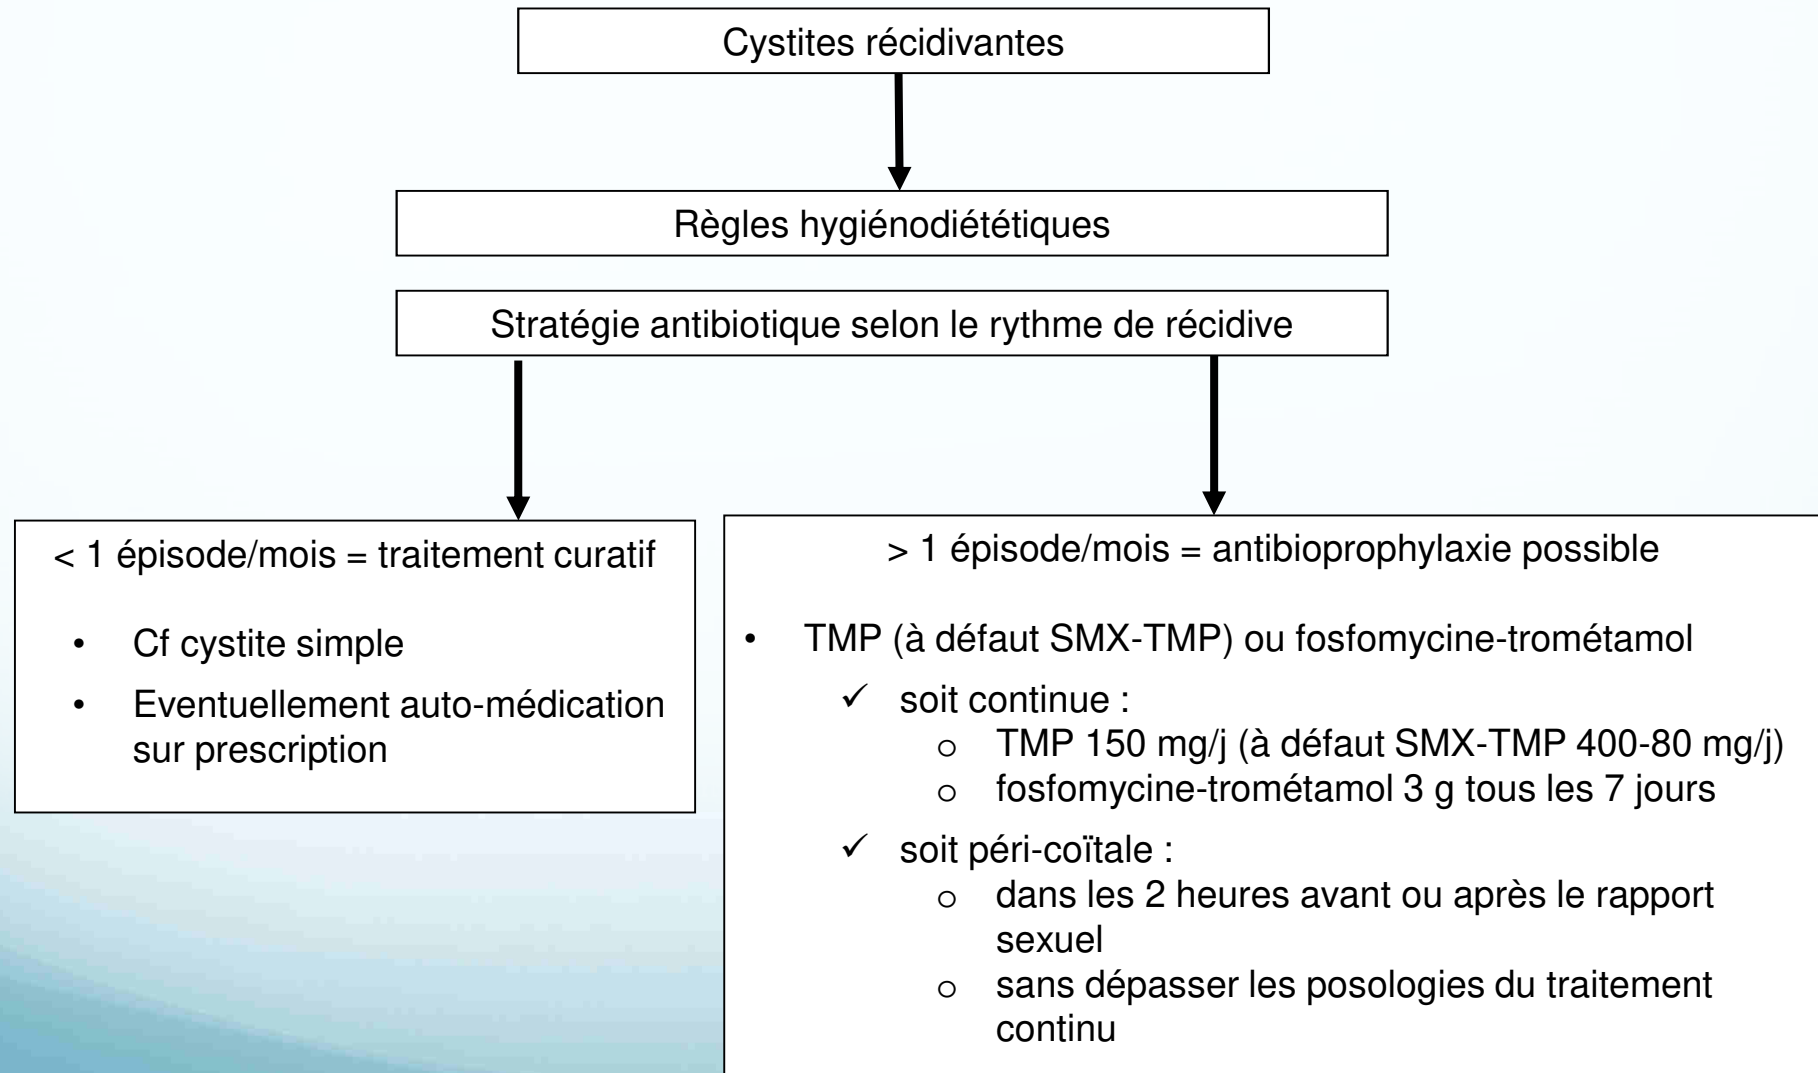 Cystites récidivantes
Règles hygiénodiététiques
Stratégie antibiotique selon le rythme de récidive
< 1 épisode/mois = traitement curatif
• Cf cystite simple
• Eventuellement auto-médication
sur prescription
> 1 épisode/mois = antibioprophylaxie possible
• TMP (à défaut SMX-TMP) ou fosfomycine-trométamol
✓ soit continue :
o TMP 150 mg/j (à défaut SMX-TMP 400-80 mg/j)
o fosfomycine-trométamol 3 g tous les 7 jours
✓ soit péri-coïtale :
o dans les 2 heures avant ou après le rapport
sexuel
o sans dépasser les posologies du traitement
continu